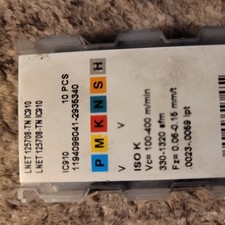 LNET 125708-TN IC910
LNET 125708-TN IC910
10 PCS
IC910
1194098041-2935340
P M K N S H
V V
ISO K
Vc= 100-400 m/min
330-1320 sfm
Fz= 0.06-0.15 mm/t
.0023-.0059 ipt